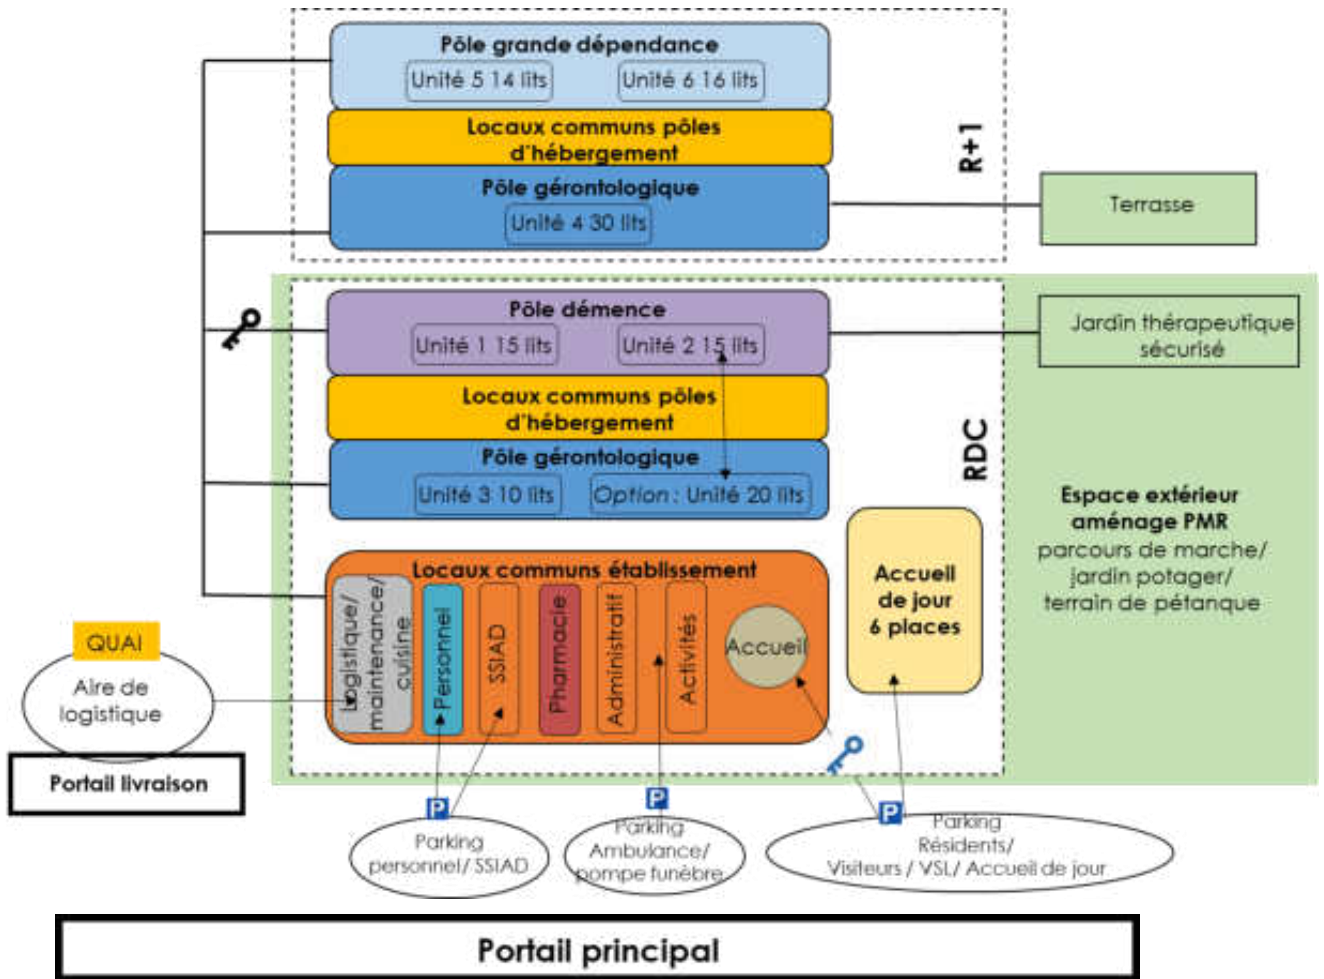 Pôle grande dépendance
Unité 5 14 lits
Unité 6 16 lits
Locaux communs pôles
d'hébergement
Pôle gérontologique
Unité 4 30 lits
R+1
Terrasse
Pôle démence
Unité 1 15 lits
Unité 2 15 lits
Jardin thérapeutique
sécurisé
Locaux communs pôles
d'hébergement
Pôle gérontologique
Unité 3 10 lits
Option : Unité 20 lits
RDC
Espace extérieur
aménage PMR
parcours de marche/
jardin potager/
terrain de pétanque
Locaux communs établissement
Logistique/
maintenance/
cuisine
Personnel
SSIAD
Pharmacie
Administratif
Activités
Accueil
Accueil
de jour
6 places
QUAI
Aire de
logistique
Portail livraison
P
Parking
personnel/ SSIAD
P
Parking
Ambulance/
pompe funèbre
P
Parking
Résidents/
Visiteurs / VSL/ Accueil de jour
Portail principal